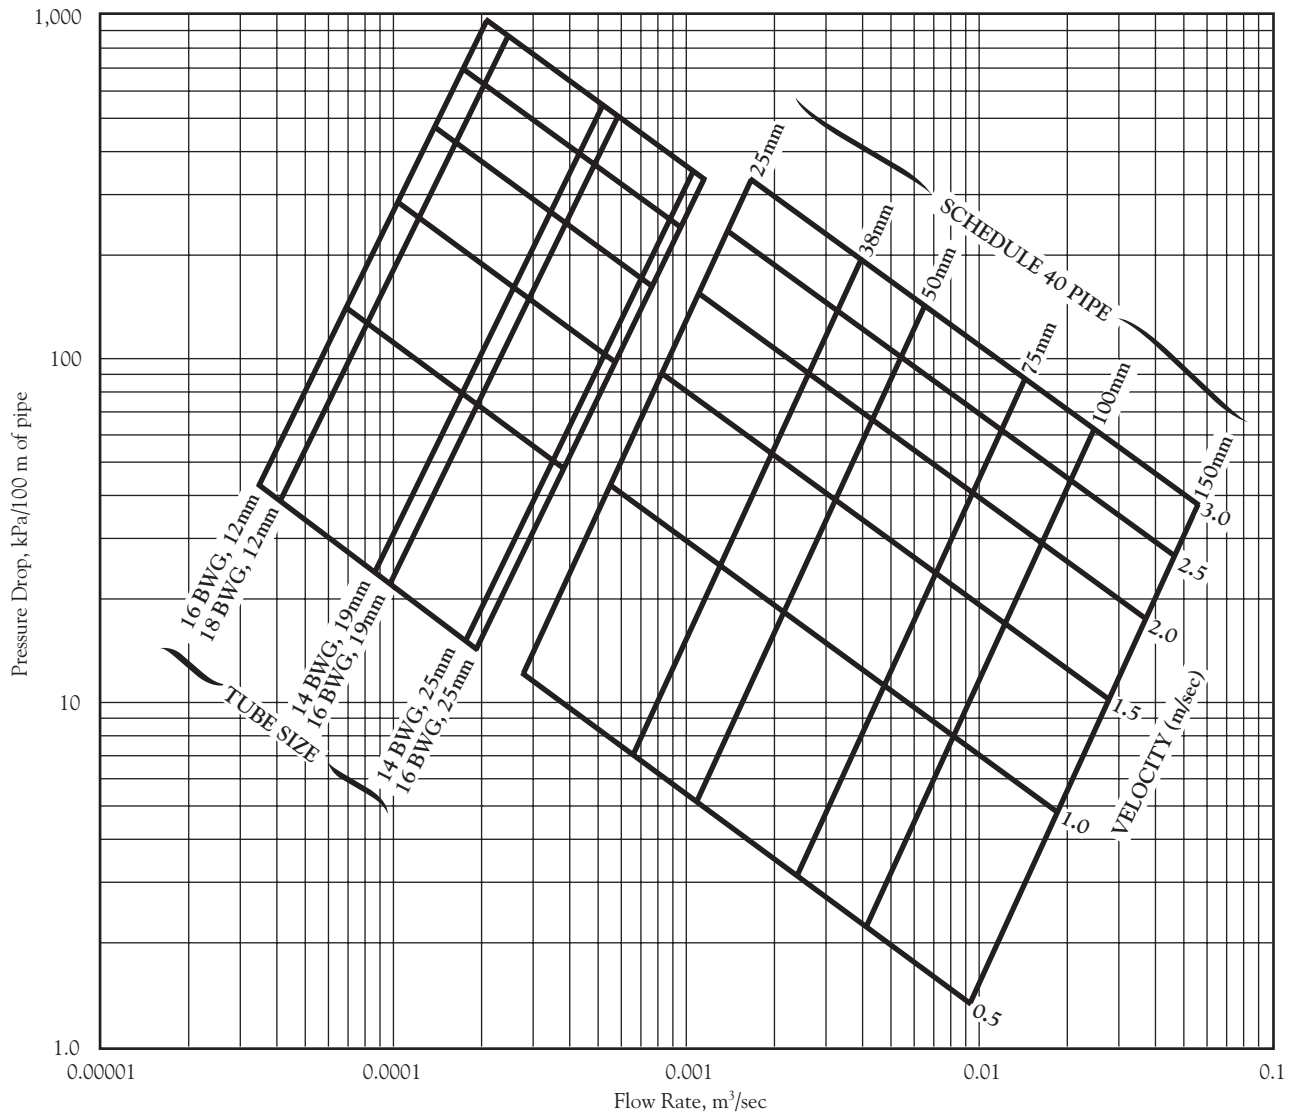 1,000
100
10
1.0
Pressure Drop, kPa/100 m of pipe
0.00001
0.0001
0.001
0.01
0.1
Flow Rate, m³/sec
16 BWG, 12mm
18 BWG, 12mm
14 BWG, 19mm
16 BWG, 19mm
14 BWG, 25mm
16 BWG, 25mm
TUBE SIZE
25mm
38mm
50mm
75mm
100mm
150mm
SCHEDULE 40 PIPE
3.0
2.5
2.0
1.5
1.0
0.5
VELOCITY (m/sec)